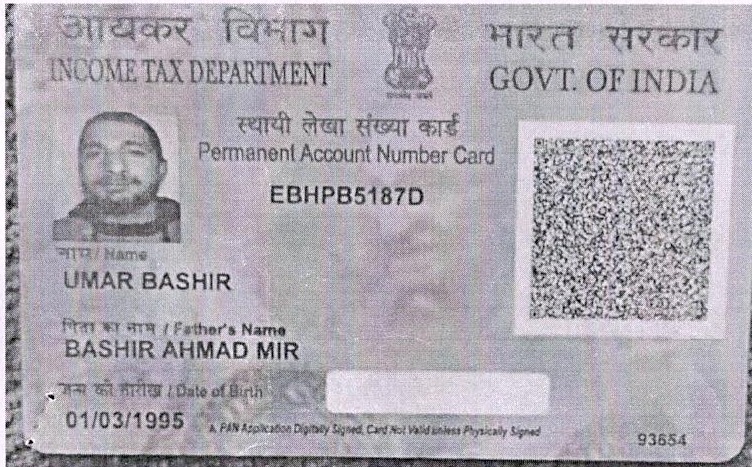 आयकर विभाग
INCOME TAX DEPARTMENT
भारत सरकार
GOVT. OF INDIA
स्थायी लेखा संख्या कार्ड
Permanent Account Number Card
EBHPB5187D
नाम / Name
UMAR BASHIR
पिता का नाम / Father's Name
BASHIR AHMAD MIR
जन्म की तारीख / Date of Birth
01/03/1995
PAN Application Digitally Signed, Card Not Valid unless Physically Signed
93654